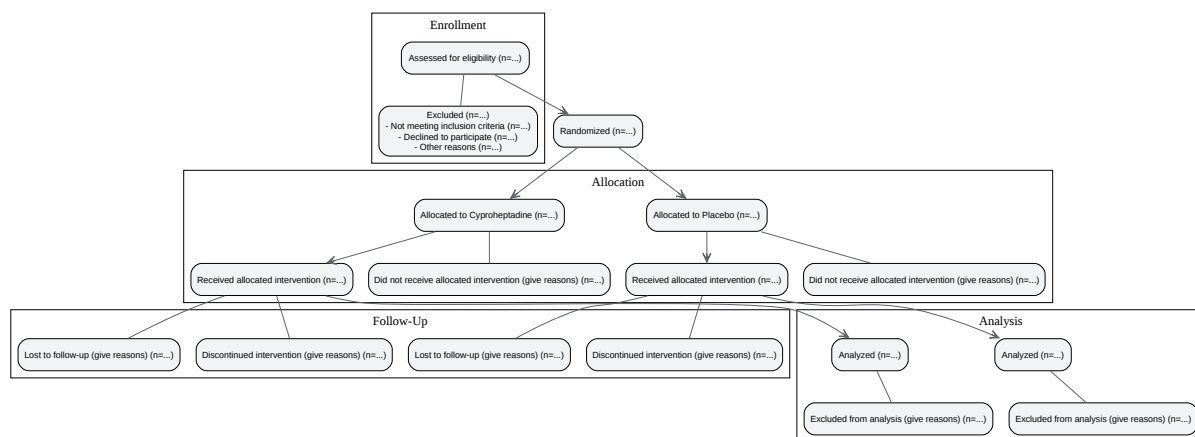 Enrollment
Assessed for eligibility (n=...)
Excluded (n=...)
- Not meeting inclusion criteria (n=...)
- Declined to participate (n=...)
- Other reasons (n=...)
Randomized (n=...)
Allocation
Allocated to Cyproheptadine (n=...)
Allocated to Placebo (n=...)
Received allocated intervention (n=...)
Did not receive allocated intervention (give reasons) (n=...)
Received allocated intervention (n=...)
Did not receive allocated intervention (give reasons) (n=...)
Follow-Up
Lost to follow-up (give reasons) (n=...)
Discontinued intervention (give reasons) (n=...)
Lost to follow-up (give reasons) (n=...)
Discontinued intervention (give reasons) (n=...)
Analysis
Analyzed (n=...)
Analyzed (n=...)
Excluded from analysis (give reasons) (n=...)
Excluded from analysis (give reasons) (n=...)